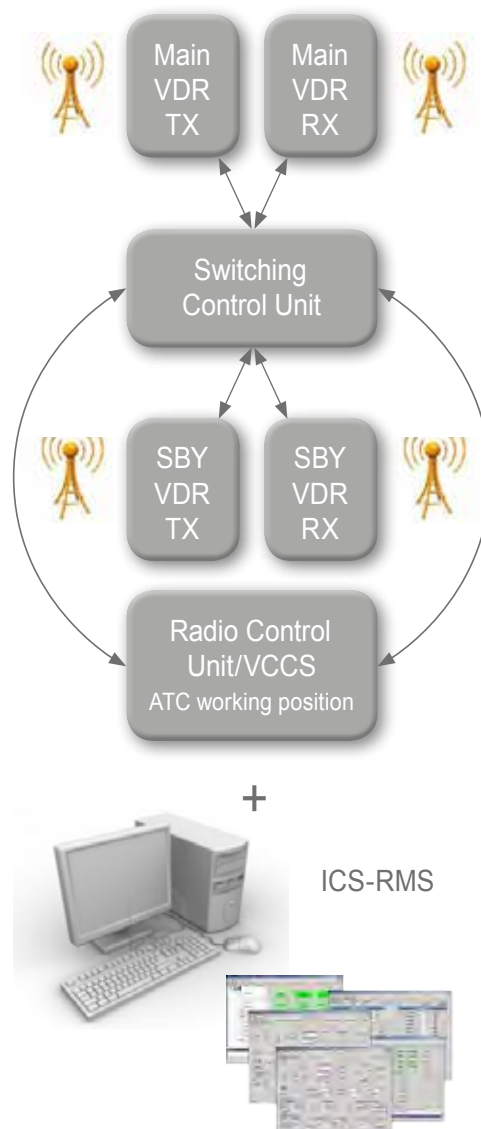 Main
VDR
TX
Main
VDR
RX
Switching
Control Unit
SBY
VDR
TX
SBY
VDR
RX
Radio Control
Unit/VCCS
ATC working position
+
ICS-RMS